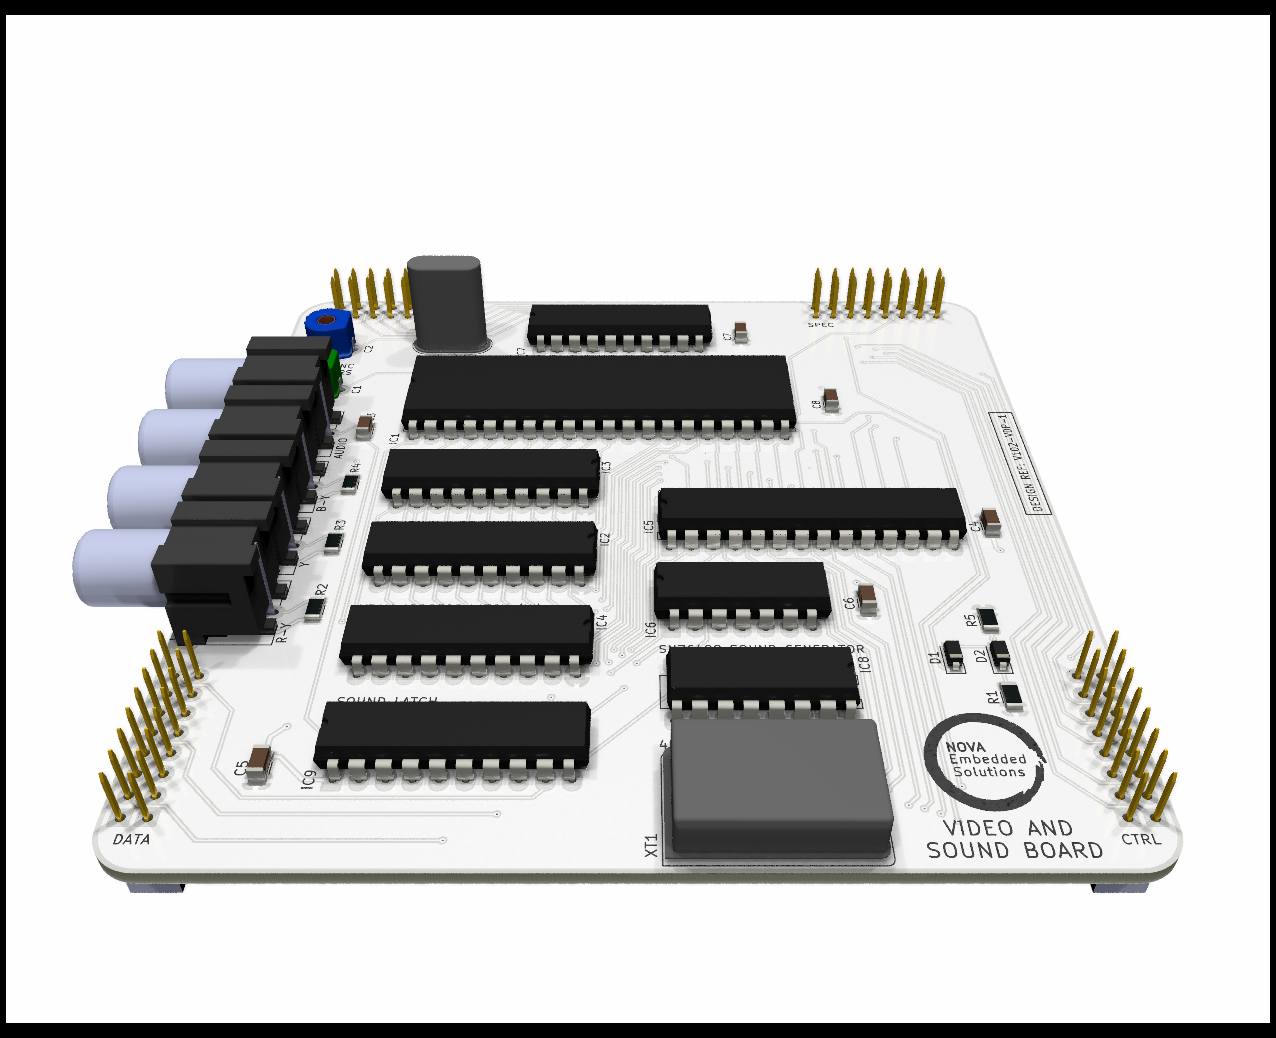 SPEC
C7
C2
C1
C8
IC1
AUDIO
IC3
R4
B-Y
DESIGN REF: V102-VDP-1
R3
IC2
IC5
C4
Y
R2
C6
R-Y
IC4
IC6
R5
SN76489 SOUND GENERATOR
IC8
D1
D2
R1
SOUND LATCH
C5
IC9
NOVA
Embedded
Solutions
VIDEO AND
SOUND BOARD
XT1
DATA
CTRL